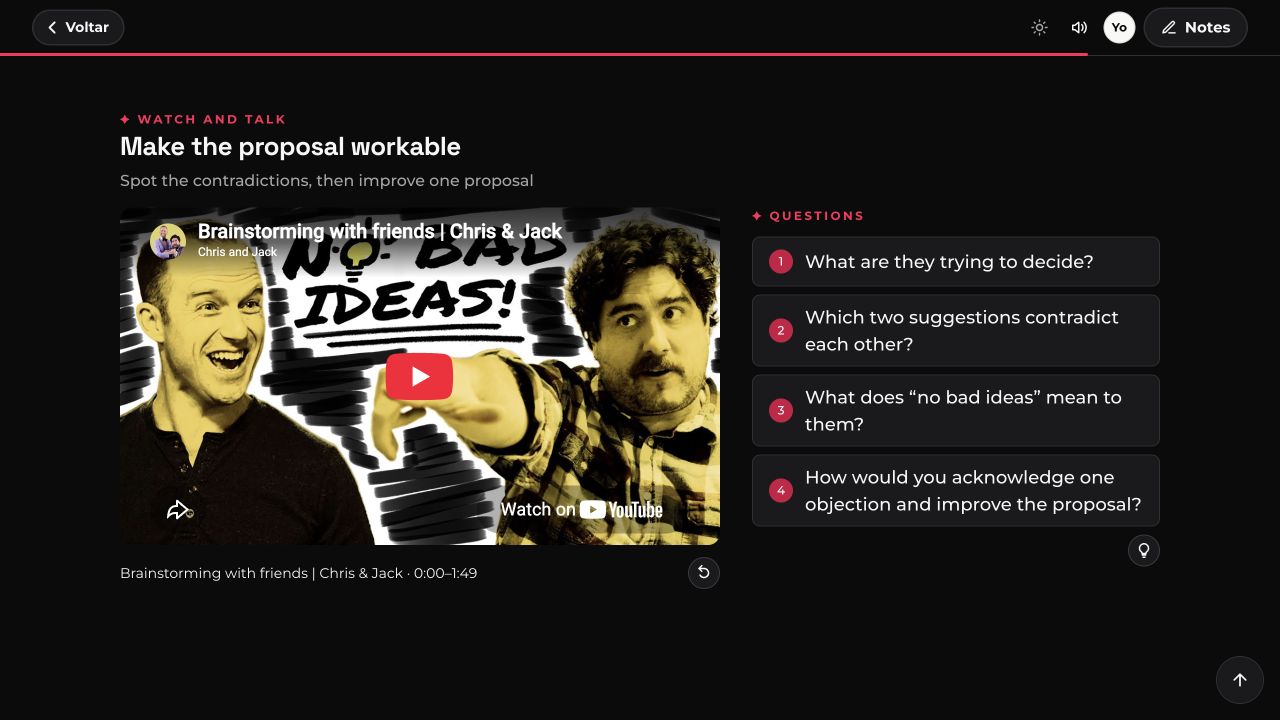 Voltar
Yo
Notes
WATCH AND TALK
Make the proposal workable
Spot the contradictions, then improve one proposal
Brainstorming with friends | Chris & Jack
Chris and Jack
NO BAD
IDEAS!
Watch on YouTube
Brainstorming with friends | Chris & Jack · 0:00–1:49
QUESTIONS
1 What are they trying to decide?
2 Which two suggestions contradict
each other?
3 What does “no bad ideas” mean to
them?
4 How would you acknowledge one
objection and improve the proposal?